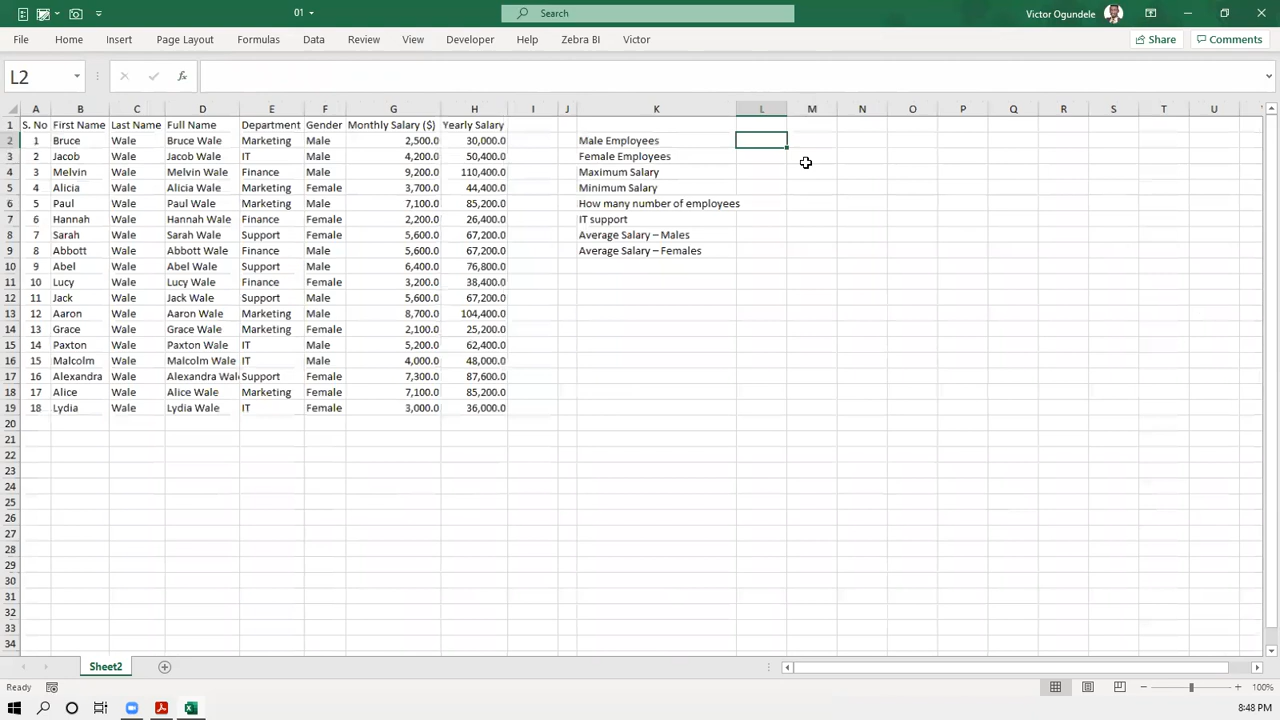 01
Search
Victor Ogundele
File Home Insert Page Layout Formulas Data Review View Developer Help Zebra BI Victor Share Comments
L2 fx
A B C D E F G H I J K L M N O P Q R S T U
1 S. No First Name Last Name Full Name Department Gender Monthly Salary ($) Yearly Salary
2 1 Bruce Wale Bruce Wale Marketing Male 2,500.0 30,000.0 Male Employees
3 2 Jacob Wale Jacob Wale IT Male 4,200.0 50,400.0 Female Employees
4 3 Melvin Wale Melvin Wale Finance Male 9,200.0 110,400.0 Maximum Salary
5 4 Alicia Wale Alicia Wale Marketing Female 3,700.0 44,400.0 Minimum Salary
6 5 Paul Wale Paul Wale Marketing Male 7,100.0 85,200.0 How many number of employees
7 6 Hannah Wale Hannah Wale Finance Female 2,200.0 26,400.0 IT support
8 7 Sarah Wale Sarah Wale Support Female 5,600.0 67,200.0 Average Salary – Males
9 8 Abbott Wale Abbott Wale Finance Male 5,600.0 67,200.0 Average Salary – Females
10 9 Abel Wale Abel Wale Support Male 6,400.0 76,800.0
11 10 Lucy Wale Lucy Wale Finance Female 3,200.0 38,400.0
12 11 Jack Wale Jack Wale Support Male 5,600.0 67,200.0
13 12 Aaron Wale Aaron Wale Marketing Male 8,700.0 104,400.0
14 13 Grace Wale Grace Wale Marketing Female 2,100.0 25,200.0
15 14 Paxton Wale Paxton Wale IT Male 5,200.0 62,400.0
16 15 Malcolm Wale Malcolm Wale IT Male 4,000.0 48,000.0
17 16 Alexandra Wale Alexandra Wal Support Female 7,300.0 87,600.0
18 17 Alice Wale Alice Wale Marketing Female 7,100.0 85,200.0
19 18 Lydia Wale Lydia Wale IT Female 3,000.0 36,000.0
20
21
22
23
24
25
26
27
28
29
30
31
32
33
34
Sheet2
Ready 100%
8:48 PM